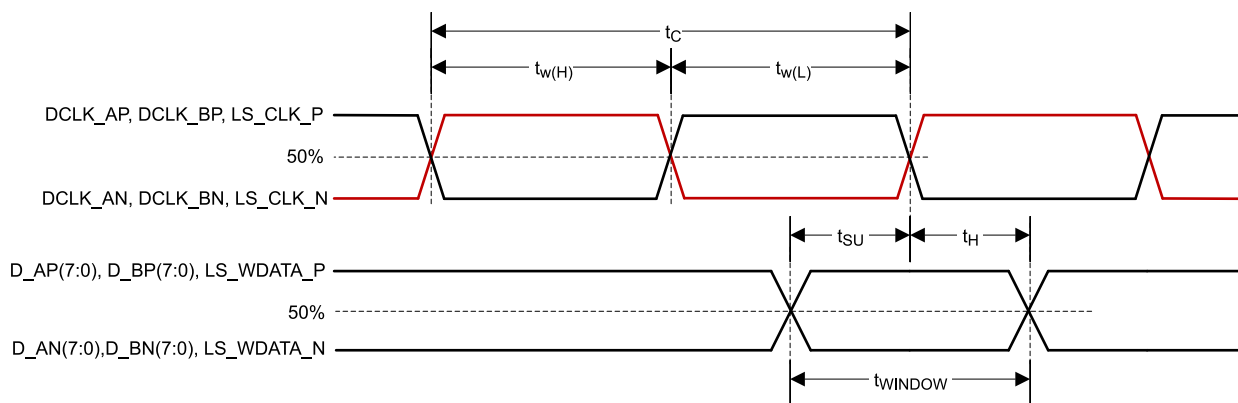 tC
tw(H) tw(L)
DCLK_AP, DCLK_BP, LS_CLK_P
50%
DCLK_AN, DCLK_BN, LS_CLK_N
tSU tH
D_AP(7:0), D_BP(7:0), LS_WDATA_P
50%
D_AN(7:0),D_BN(7:0), LS_WDATA_N
tWINDOW